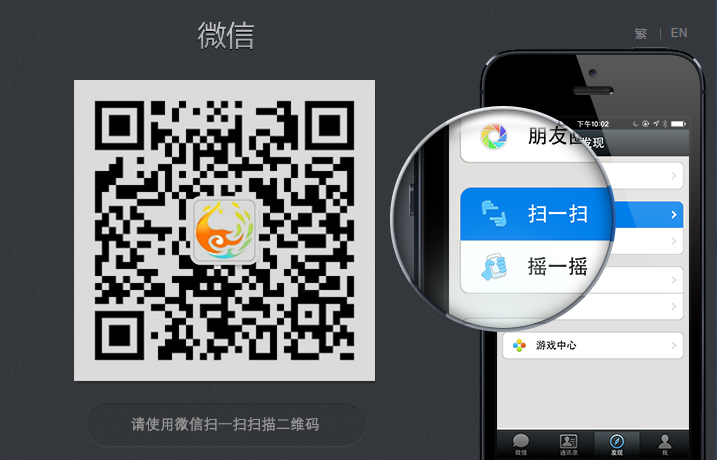 微信
繁 | EN
下午10:02
发现
朋友
扫一扫
摇一摇
游戏中心
微信
通讯录
发现
我
请使用微信扫一扫扫描二维码